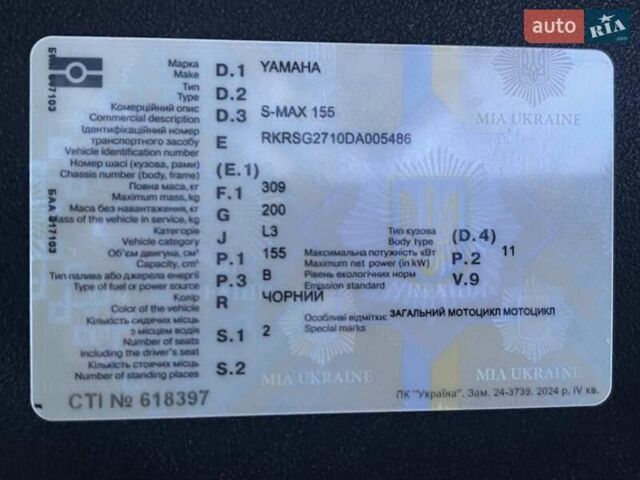 auto RIA .com
Марка D.1 YAMAHA
Make
Тип D.2
Type
Комерційний опис D.3 S-MAX 155
Commercial description
Ідентифікаційний номер
транспортного засобу E RKRSG2710DA005486
Vehicle identification number
Номер шасі (кузова, рами) (E.1)
Chassis number (body, frame)
Повна маса, кг F.1 309
Maximum mass, kg
Маса без навантаження, кг G 200
Mass of the vehicle in service, kg
Категорія J L3 Тип кузова (D.4)
Vehicle category Body type
Об'єм двигуна, см³ P.1 155 Максимальна потужність кВт P.2 11
Capacity, cm³ Maximum net power (in kW)
Тип палива або джерела енергії P.3 B Рівень екологічних норм V.9
Type of fuel or power source Emission standard
Колір R ЧОРНИЙ
Color of the vehicle
Кількість сидячих місць Особливі відмітки: ЗАГАЛЬНИЙ МОТОЦИКЛ МОТОЦИКЛ
з місцем водія S.1 2 Special marks
Number of seats
including the driver's seat
Кількість стоячих місць S.2
Number of standing places
MIA UKRAINE
УКРАЇНА
MIA UKRAINE
MIA UKRAINE
СТІ № 618397
ПК "Україна". Зам. 24-3739. 2024 р. IV кв.